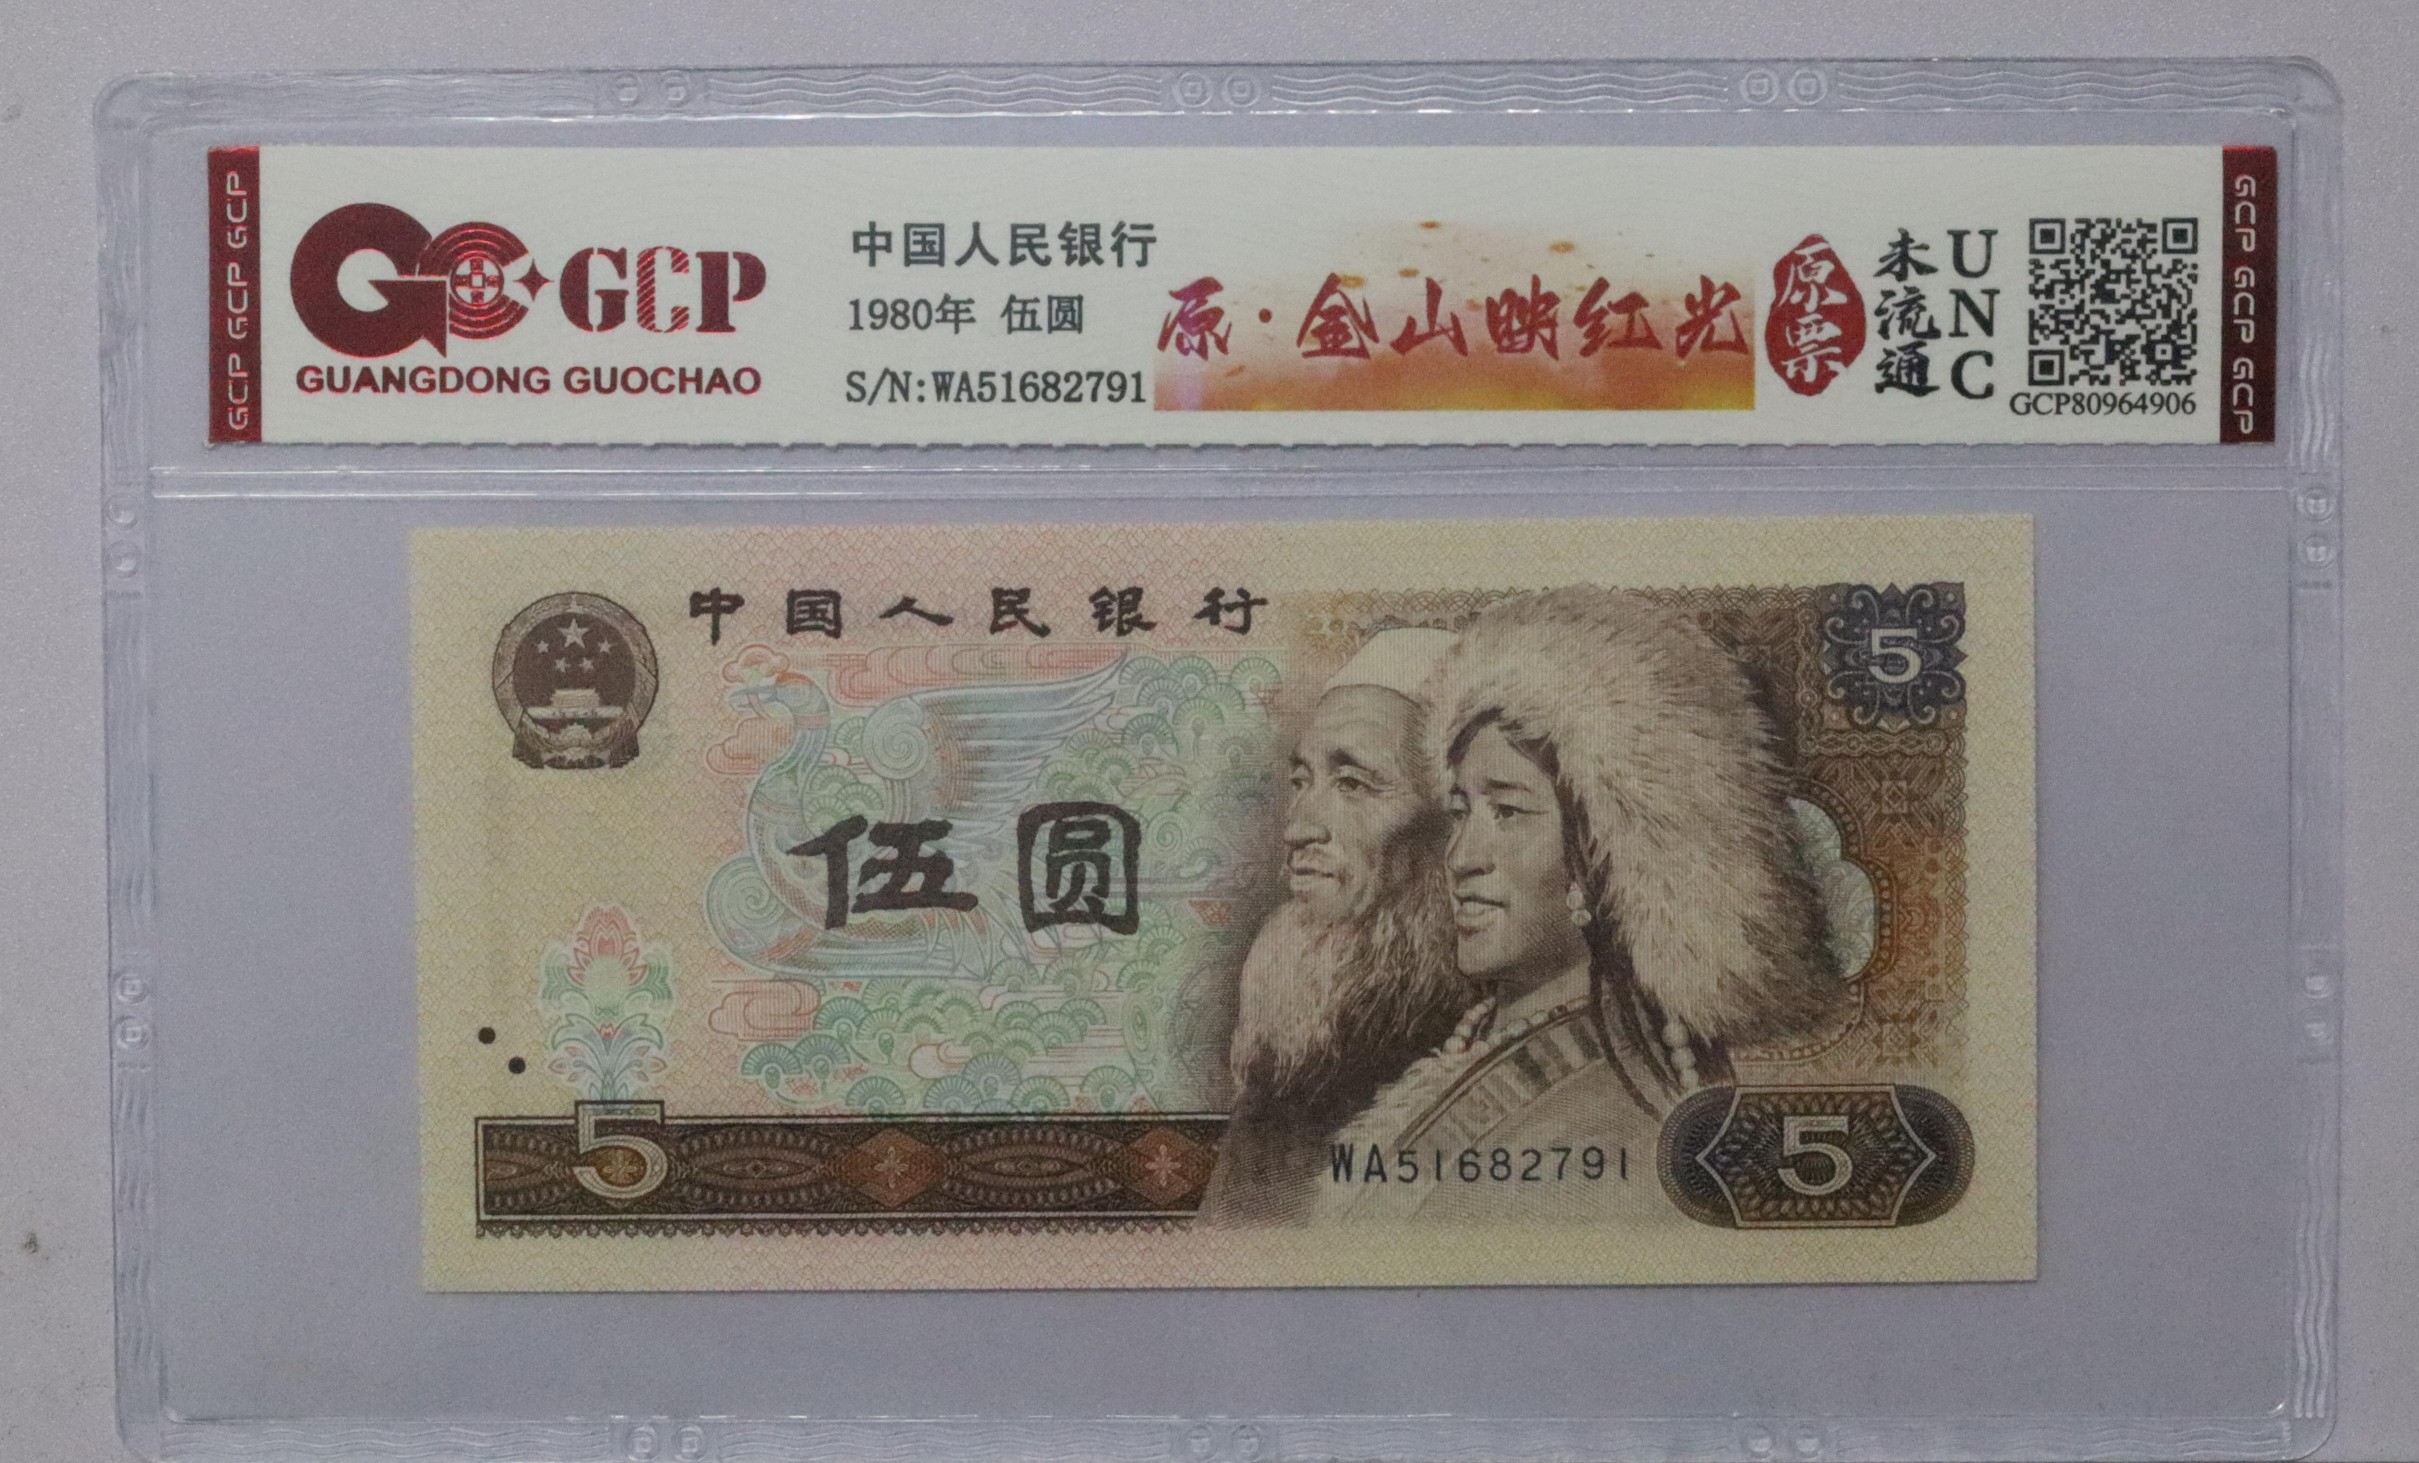 GCP GCP GCP
GCP
GUANGDONG GUOCHAO
中国人民银行
1980年 伍圆
S/N:WA51682791
原·金山映红光
原票
未流通
UNC
GCP80964906
GCP GCP GCP
中国人民银行
5
伍圆
5
WA51682791
5